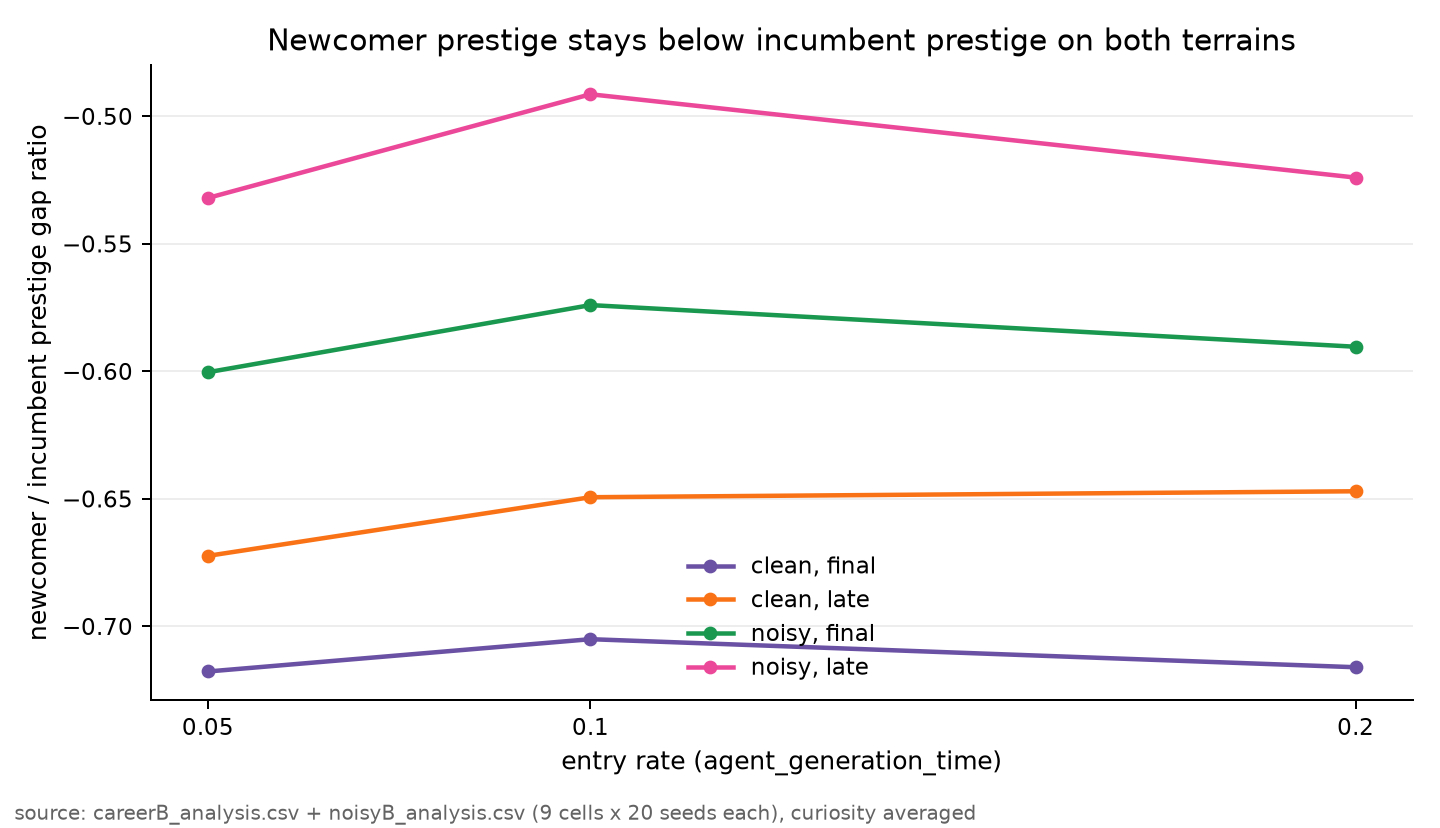 Newcomer prestige stays below incumbent prestige on both terrains
newcomer / incumbent prestige gap ratio
−0.50
−0.55
−0.60
−0.65
−0.70
clean, final
clean, late
noisy, final
noisy, late
0.05
0.1
0.2
entry rate (agent_generation_time)
source: careerB_analysis.csv + noisyB_analysis.csv (9 cells x 20 seeds each), curiosity averaged